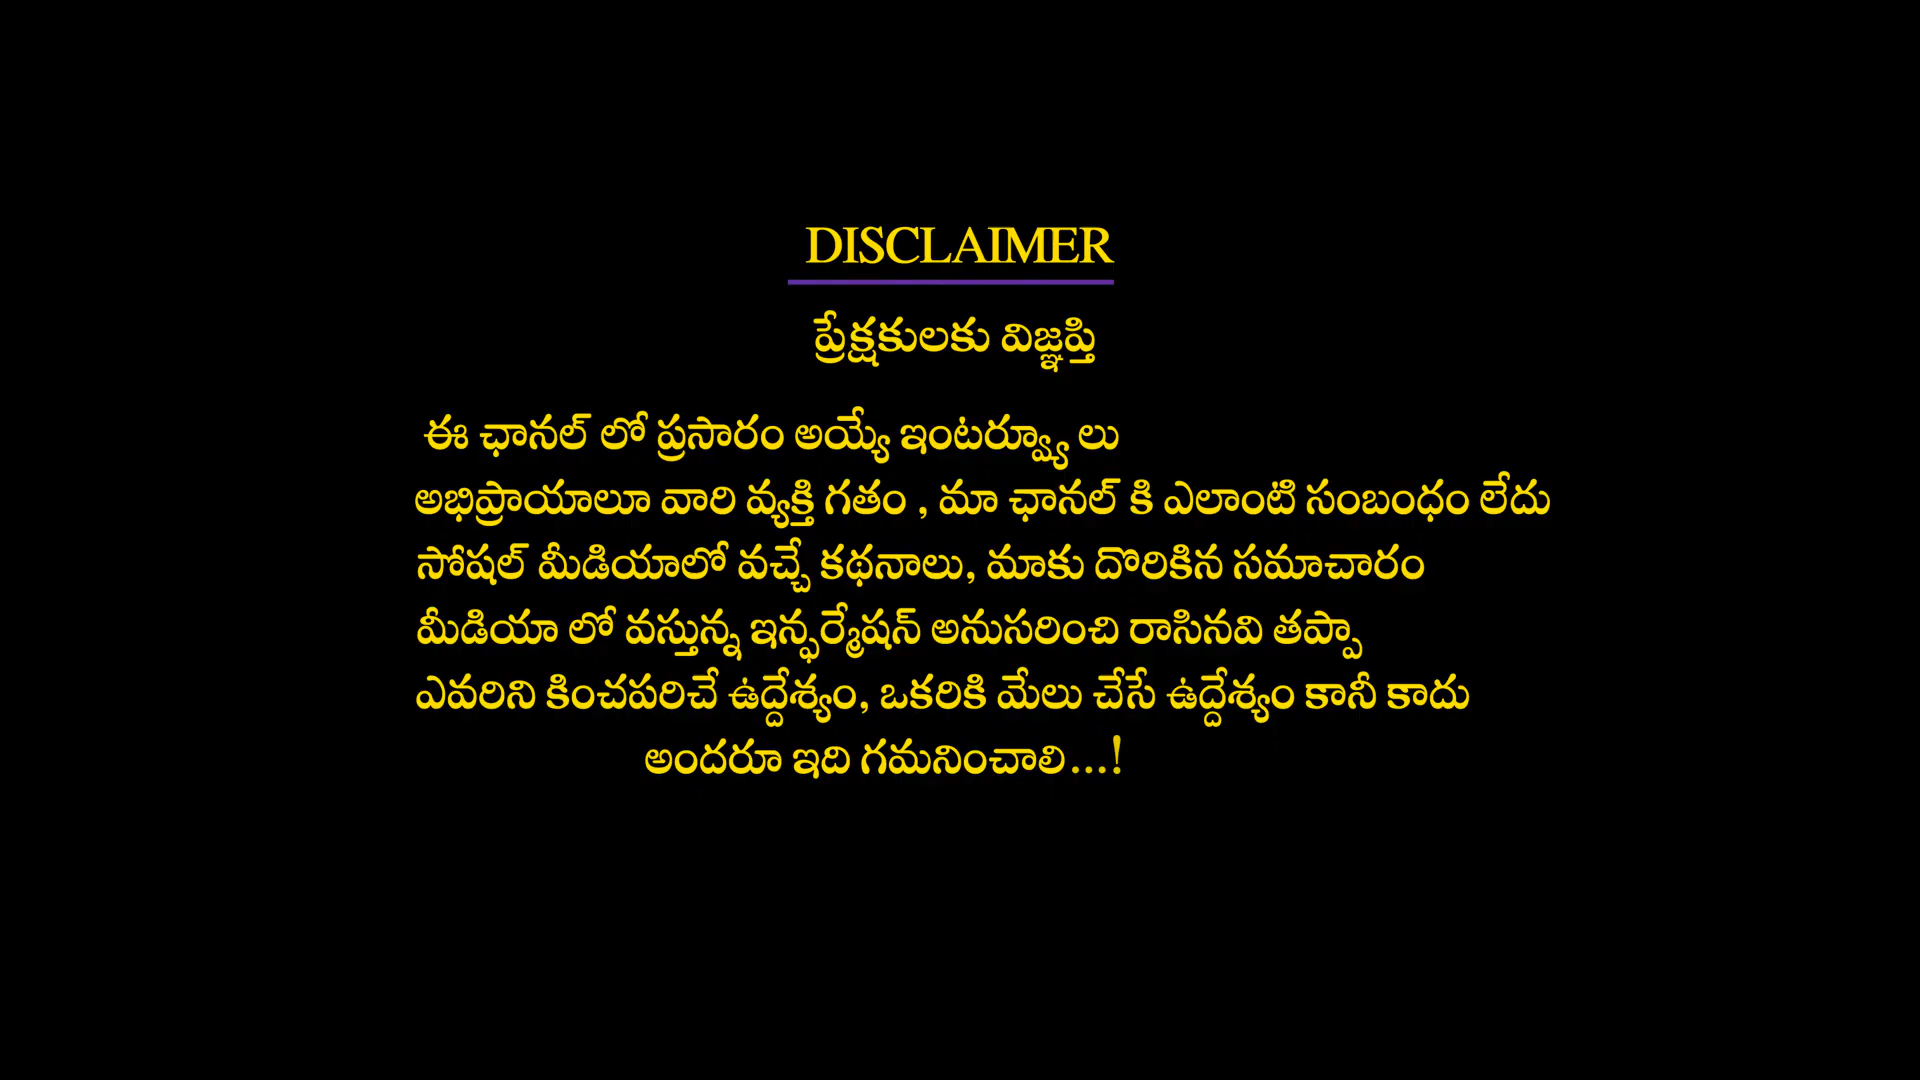 DISCLAIMER
ప్రేక్షకులకు విజ్ఞప్తి
ఈ ఛానల్ లో ప్రసారం అయ్యే ఇంటర్వ్యూ లు
అభిప్రాయాలూ వారి వ్యక్తి గతం , మా ఛానల్ కి ఎలాంటి సంబంధం లేదు
సోషల్ మీడియాలో వచ్చే కథనాలు, మాకు దొరికిన సమాచారం
మీడియా లో వస్తున్న ఇన్ఫర్మేషన్ అనుసరించి రాసినవి తప్పా
ఎవరిని కించపరిచే ఉద్దేశ్యం, ఒకరికి మేలు చేసే ఉద్దేశ్యం కానీ కాదు
అందరూ ఇది గమనించాలి...!